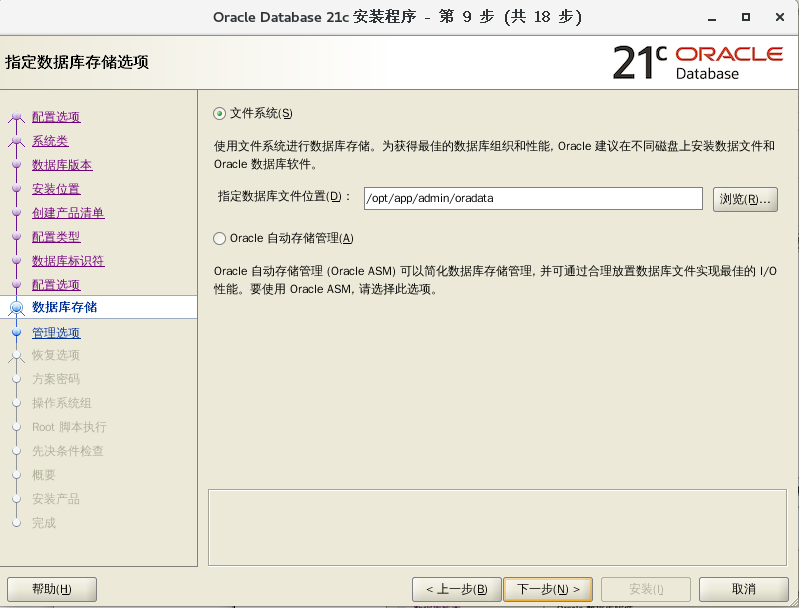 Oracle Database 21c 安装程序 - 第 9 步 (共 18 步)
指定数据库存储选项
21c ORACLE
Database
配置选项
系统类
数据库版本
安装位置
创建产品清单
配置类型
数据库标识符
配置选项
数据库存储
管理选项
恢复选项
方案密码
操作系统组
Root 脚本执行
先决条件检查
概要
安装产品
完成
文件系统(S)
使用文件系统进行数据库存储。为获得最佳的数据库组织和性能, Oracle 建议在不同磁盘上安装数据文件和
Oracle 数据库软件。
指定数据库文件位置(D)： /opt/app/admin/oradata 浏览(R)...
Oracle 自动存储管理(A)
Oracle 自动存储管理 (Oracle ASM) 可以简化数据库存储管理, 并可通过合理放置数据库文件实现最佳的 I/O
性能。要使用 Oracle ASM, 请选择此选项。
帮助(H) < 上一步(B) 下一步(N) > 安装(I) 取消